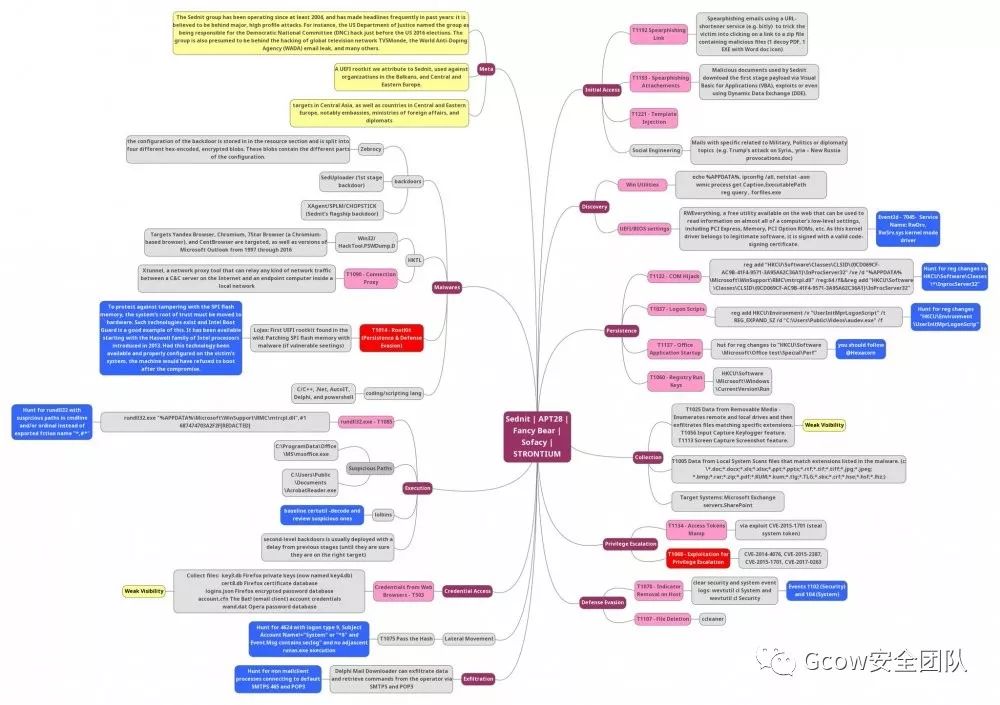 The Sednit group has been operating since at least 2004, and has made headlines frequently in past years: it is
believed to be behind major, high profile attacks. For instance, the US Department of Justice named the group as
being responsible for the Democratic National Committee (DNC) hack just before the US 2016 elections. The
group is also presumed to be behind the hacking of global television network TV5Monde, the World Anti-Doping
Agency (WADA) email leak, and many others.
A UEFI rootkit we attribute to Sednit, used against
organizations in the Balkans, and Central and
Eastern Europe.
targets in Central Asia, as well as countries in Central and Eastern
Europe, notably embassies, ministries of foreign affairs, and
diplomats
Meta
the configuration of the backdoor is stored in in the resource section and is split into
four different hex-encoded, encrypted blobs. These blobs contain the different parts
of the configuration.
Zebrocy
SedUploader (1st stage
backdoor)
backdoors
XAgent/SPLM/CHOPSTICK
(Sednit's flagship backdoor)
Targets Yandex Browser, Chromium, 7Star Browser (a Chromium-
based browser), and CentBrowser are targeted, as well as versions of
Microsoft Outlook from 1997 through 2016
Win32/
HackTool.PSWDump.D
HKTL
Xtunnel, a network proxy tool that can relay any kind of network traffic
between a C&C server on the Internet and an endpoint computer inside a
local network
T1090 - Connection
Proxy
Malwares
To protect against tampering with the SPI flash
memory, the system's root of trust must be moved to
hardware. Such technologies exist and Intel Boot
Guard is a good example of this. It has been available
starting with the Haswell family of Intel processors
introduced in 2013. Had this technology been
available and properly configured on the victim's
system, the machine would have refused to boot
after the compromise.
Lojax: First UEFI rootkit found in the
wild: Patching SPI flash memory with
malware (if vulnerable seetings)
T1014 - RootKit
(Persistence & Defense
Evasion)
C/C++, .Net, AutoIT,
Delphi, and powershell
coding/scripting lang
Hunt for rundll32 with
suspicious paths in cmdline
and/or ordinal instead of
exported fction name "*,#*"
rundll32.exe "%APPDATA%\Microsoft\WinSupport\RMC\mtrcpl.dll",#1
687474703A2F2F[REDACTED]
rundll32.exe - T1085
C:\ProgramData\Office
\MS\msoffice.exe
Suspicious Paths
C:\Users\Public
\Documents
\AcrobatReader.exe
Execution
baseline certutil -decode and
review suspicious ones
lolbins
second-level backdoors is usually deployed with a
delay from previous stages (until they are sure
they are on the right target)
Weak Visibility
Collect files: key3.db Firefox private keys (now named key4.db)
cert8.db Firefox certificate database
logins.json Firefox encrypted password database
account.cfn The Bat! (email client) account credentials
wand.dat Opera password database
Credentials from Web
Browsers - T503
Credential Access
Hunt for 4624 with logon type 9, Subject
Account Name!="System" or "*$" and
Event.Msg contains seclog" and no adjascent
runas.exe execution
T1075 Pass the Hash
Lateral Movement
Hunt for non mailclient
processes connecting to default
SMTPS 465 and POP3
Delphi Mail Downloader can exfiltrate data
and retrieve commands from the operator via
SMTPS and POP3
Exfiltration
Sednit | APT28 |
Fancy Bear |
Sofacy |
STRONTIUM
Initial Access
T1192 Spearphishing
Link
Spearphishing emails using a URL-
shortener service (e.g. bitly) to trick the
victim into clicking on a link to a zip file
containing malicious files (1 decoy PDF, 1
EXE with Word doc icon).
T1193 - Spearphishing
Attachements
Malicious documents used by Sednit
download the first stage payload via Visual
Basic for Applications (VBA), exploits or even
using Dynamic Data Exchange (DDE).
T1221 - Template
Injection
Social Engineering
Mails with specific related to Military, Politics or diplomaty
topics (e.g. Trump's attack on Syria,, yria – New Russia
provocations.doc)
Discovery
Win Utilities
echo %APPDATA%, ipconfig /all, netstat -aon
wmic process get Caption,ExecutablePath
reg query , forfiles.exe
UEFI/BIOS settings
RWEverything, a free utility available on the web that can be used to
read information on almost all of a computer's low-level settings,
including PCI Express, Memory, PCI Option ROMs, etc. As this kernel
driver belongs to legitimate software, it is signed with a valid code-
signing certificate.
EventId - 7045- Service
Name: RwDrv,
RwSrv.sys kernel mode
driver
Persistence
T1122 - COM Hijack
reg add "HKCU\Software\Classes\CLSID\{0CD069CF-
AC9B-41F4-9571-3A95A62C36A1}\InProcServer32" /ve /d "%APPDATA%
\Microsoft\WinSupport\RMC\mtrcpl.dll" /reg:64 /f&&reg add "HKCU\Software
\Classes\CLSID\{0CD069CF-AC9B-41F4-9571-3A95A62C36A1}\InProcServer32"
Hunt for reg changes to
HKCU\Software\Classes
\*\InprocServer32"
T1037 - Logon Scripts
reg add HKCU\Environment /v "UserInitMprLogonScript" /t
REG_EXPAND_SZ /d "C:\Users\Public\Videos\audev.exe" /f
Hunt for reg changes
"HKCU\Environment
\UserInitMprLogonScrip"
T1137 - Office
Application Startup
hut for reg changes to "HKCU\Software
\Microsoft\Office test\Special\Perf"
you should follow
@Hexacorn
T1060 - Registry Run
Keys
HKCU\Software
\Microsoft\Windows
\CurrentVersion\Run
Collection
T1025 Data from Removable Media -
Enumerates remote and local drives and then
exfiltrates files matching specific extensions.
T1056 Input Capture Keylogger feature.
T1113 Screen Capture Screenshot feature.
Weak Visibility
T1005 Data from Local System Scans files that match extensions listed in the malware. (c:
Target Systems: Microsoft Exchange
servers.SharePoint
Privilege Escalation
T1134 - Access Tokens
Manip
via exploit CVE-2015-1701 (steal
system token)
T1068 - Exploitation for
Privilege Escalation
CVE-2014-4076, CVE-2015-2387,
CVE-2015-1701, CVE-2017-0263
Defense Evasion
T1070 - Indicator
Removal on Host
clear security and system event
logs: wevtutil cl System and
wevtutil cl Security
Events 1102 (Security)
and 104 (System)
T1107 - File Deletion
ccleaner
Gcow安全团队